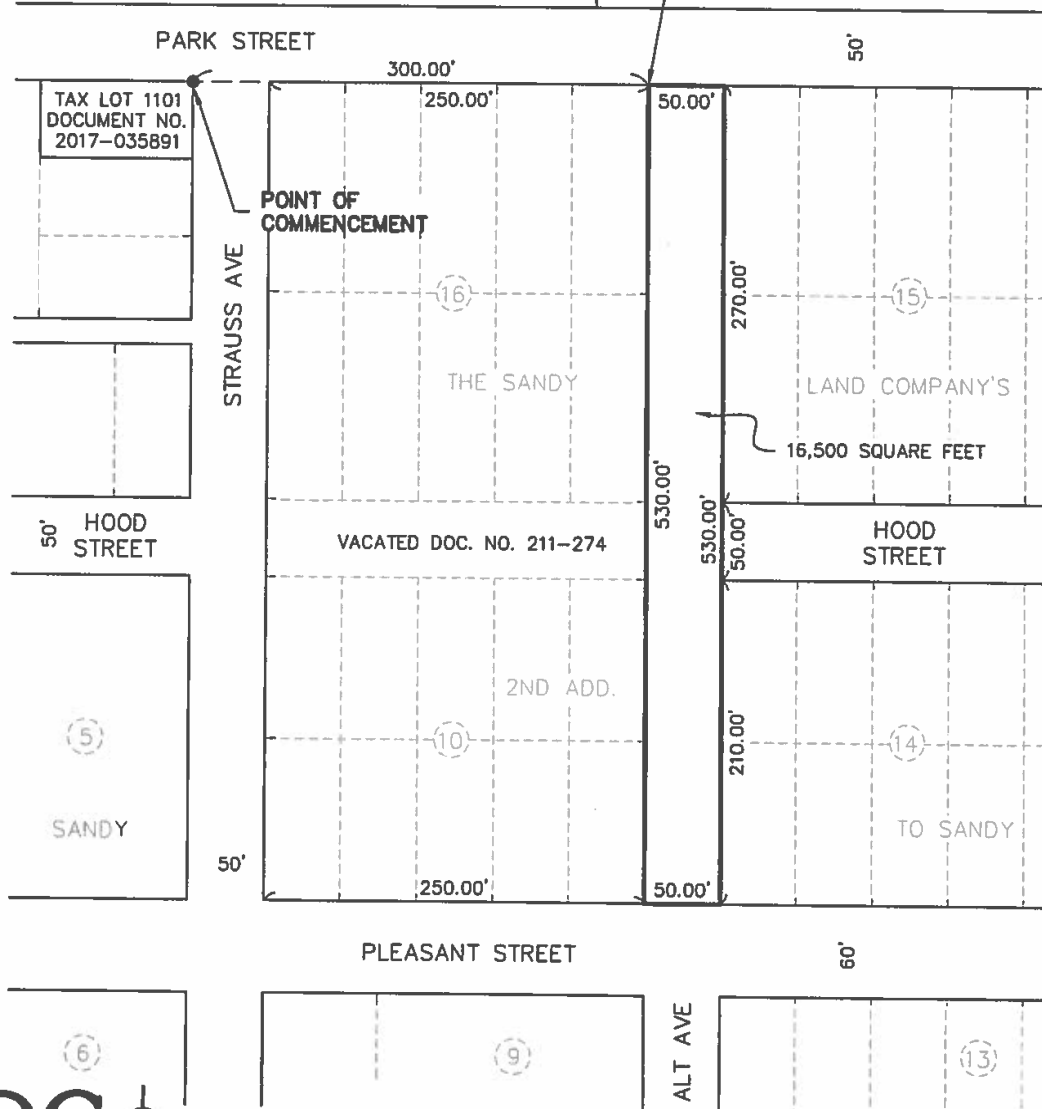 PARK STREET
50'
300.00'
250.00'
50.00'
TAX LOT 1101
DOCUMENT NO.
2017-035891
POINT OF
COMMENCEMENT
STRAUSS AVE
16
270.00'
15
THE SANDY
LAND COMPANY'S
16,500 SQUARE FEET
530.00'
530.00'
50.00'
50'
HOOD
STREET
VACATED DOC. NO. 211-274
HOOD
STREET
2ND ADD.
5
10
210.00'
14
SANDY
TO SANDY
50'
250.00'
50.00'
PLEASANT STREET
60'
6
9
ALT AVE
13